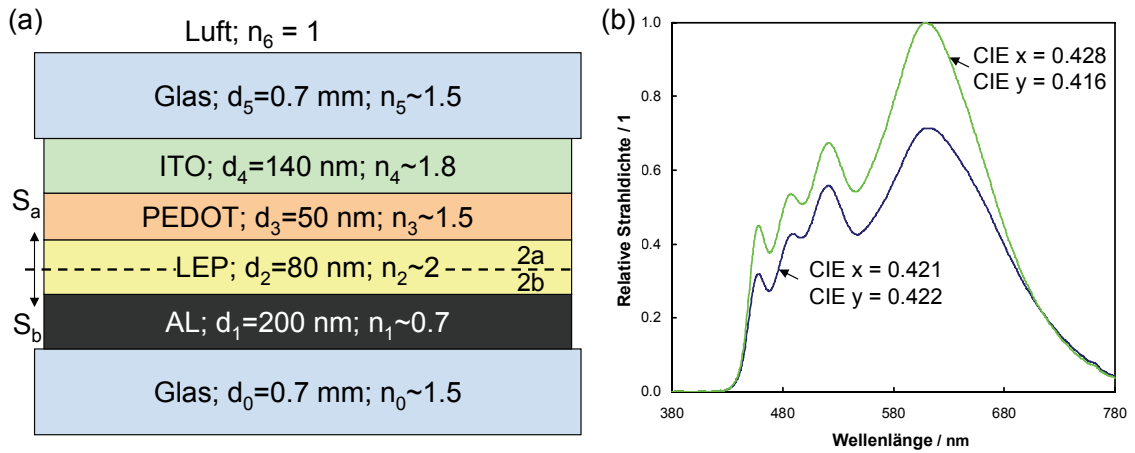 (a)
Luft; n₆ = 1
Glas; d₅=0.7 mm; n₅~1.5
ITO; d₄=140 nm; n₄~1.8
Sₐ
PEDOT; d₃=50 nm; n₃~1.5
LEP; d₂=80 nm; n₂~2
2a
2b
S_b
AL; d₁=200 nm; n₁~0.7
Glas; d₀=0.7 mm; n₀~1.5
(b)
Relative Strahldichte / 1
1.0
0.8
0.6
0.4
0.2
0.0
CIE x = 0.428
CIE y = 0.416
CIE x = 0.421
CIE y = 0.422
380
480
580
680
780
Wellenlänge / nm